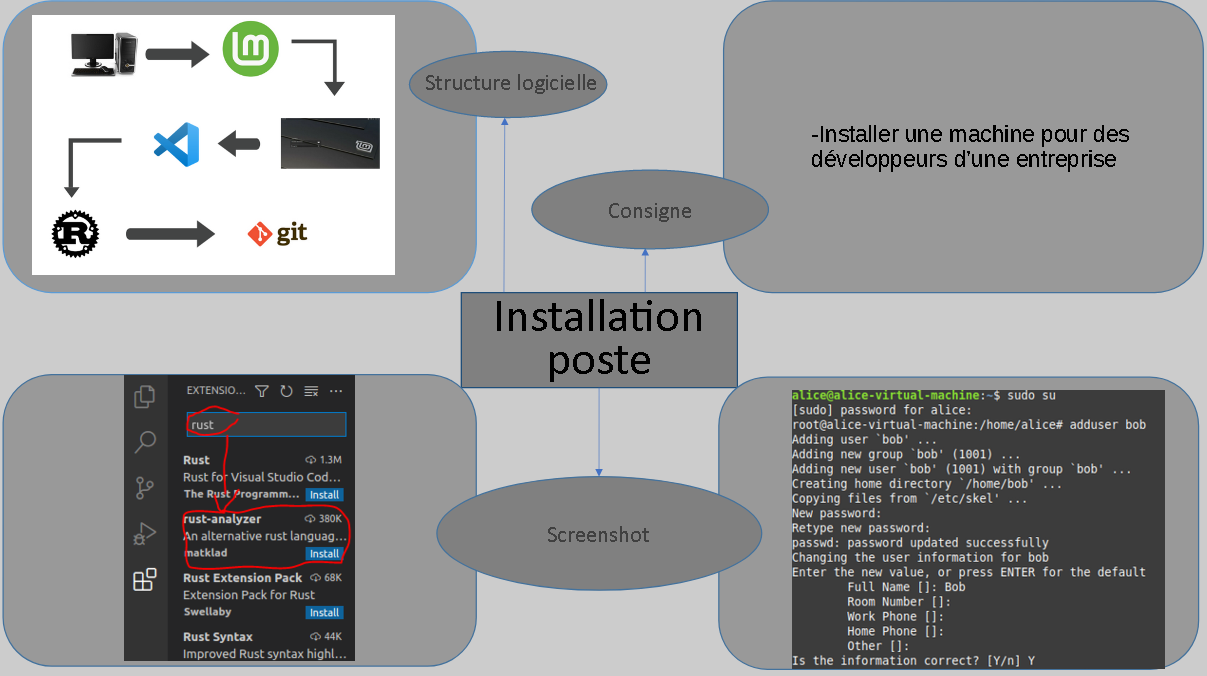 Structure logicielle
-Installer une machine pour des
développeurs d’une entreprise
Consigne
git
Installation
poste
EXTENSIO...
rust
Rust 1.3M
Rust for Visual Studio Cod...
The Rust Programm... Install
rust-analyzer 380K
An alternative rust languag...
matklad Install
Rust Extension Pack 68K
Extension Pack for Rust
Swellaby Install
Rust Syntax 44K
Improved Rust syntax highl...
Screenshot
alice@alice-virtual-machine:~$ sudo su
[sudo] password for alice:
root@alice-virtual-machine:/home/alice# adduser bob
Adding user `bob' ...
Adding new group `bob' (1001) ...
Adding new user `bob' (1001) with group `bob' ...
Creating home directory `/home/bob' ...
Copying files from `/etc/skel' ...
New password:
Retype new password:
passwd: password updated successfully
Changing the user information for bob
Enter the new value, or press ENTER for the default
Full Name []: Bob
Room Number []:
Work Phone []:
Home Phone []:
Other []:
Is the information correct? [Y/n] Y